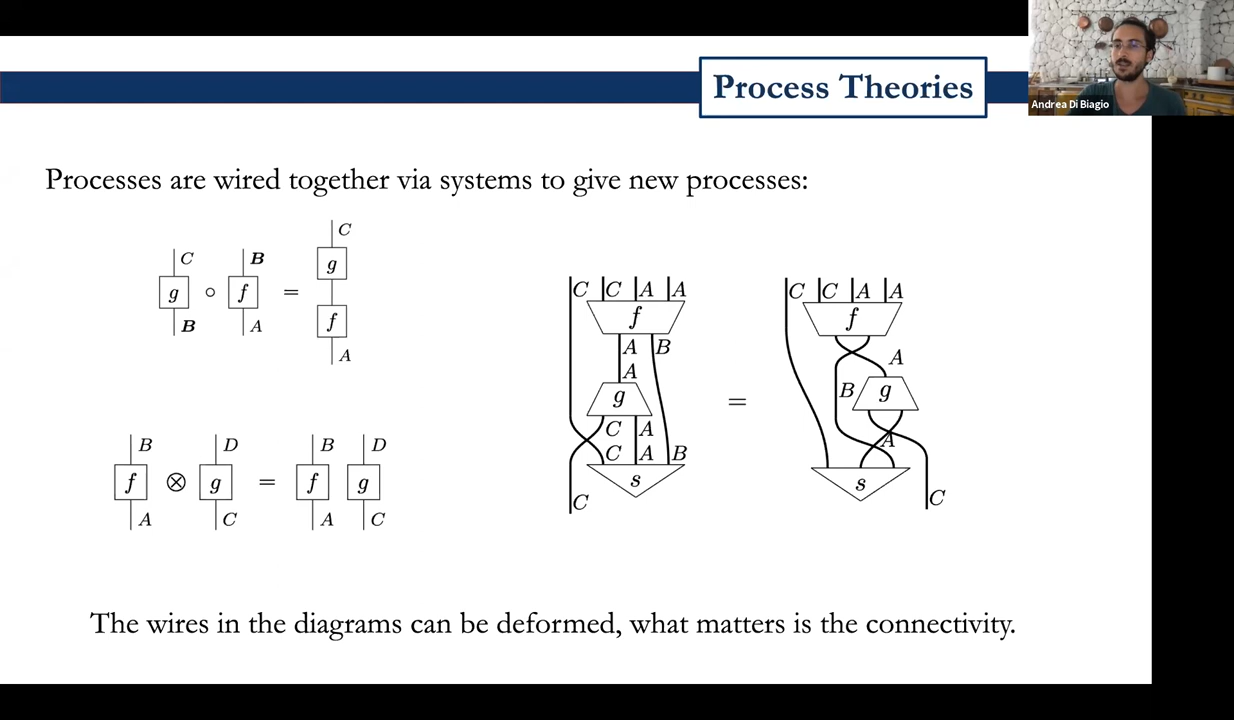 Process Theories
Andrea Di Biagio
Processes are wired together via systems to give new processes:
C B C
g ∘ f = g
B A f
A
B D B D
f ⊗ g = f g
A C A C
C C A A
f
A B
A
g
C A
C A B
s
C
=
C C A A
f
A
B g
A
s
C
The wires in the diagrams can be deformed, what matters is the connectivity.